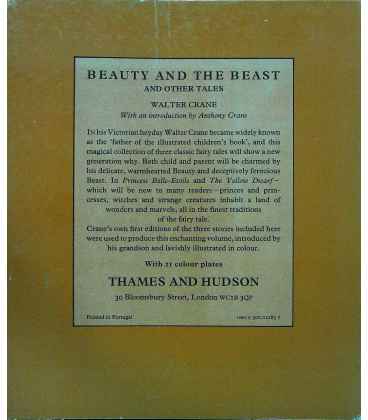 BEAUTY AND THE BEAST
AND OTHER TALES
WALTER CRANE
With an introduction by Anthony Crane
IN his Victorian heyday Walter Crane became widely known
as the 'father of the illustrated children's book', and this
magical collection of three classic fairy tales will show a new
generation why. Both child and parent will be charmed by
his delicate, warmhearted Beauty and deceptively ferocious
Beast. In Princess Belle-Etoile and The Yellow Dwarf—
which will be new to many readers—princes and prin-
cesses, witches and strange creatures inhabit a land of
wonders and marvels, all in the finest traditions
of the fairy tale.
Crane's own first editions of the three stories included here
were used to produce this enchanting volume, introduced by
his grandson and lavishly illustrated in colour.
With 21 colour plates
THAMES AND HUDSON
30 Bloomsbury Street, London WC1B 3QP
Printed in Portugal